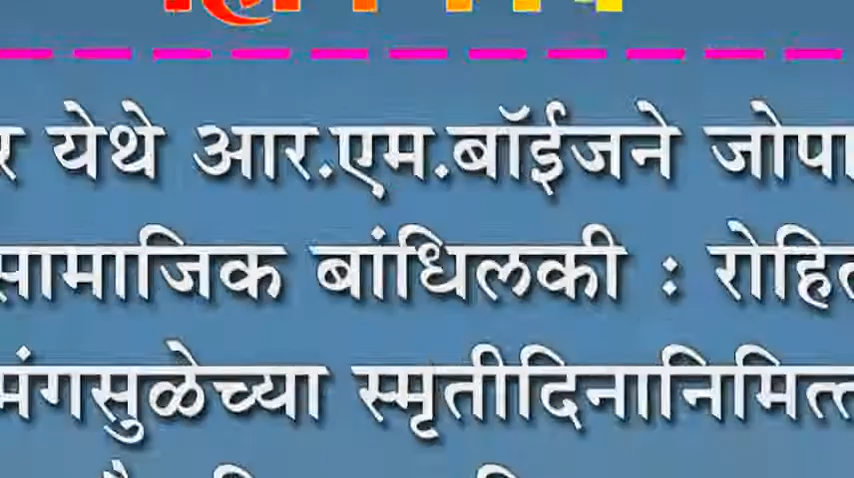 येथे आर.एम.बॉईजने जोपा
सामाजिक बांधिलकी : रोहित
मंगसुळेच्या स्मृतीदिनानिमित्त